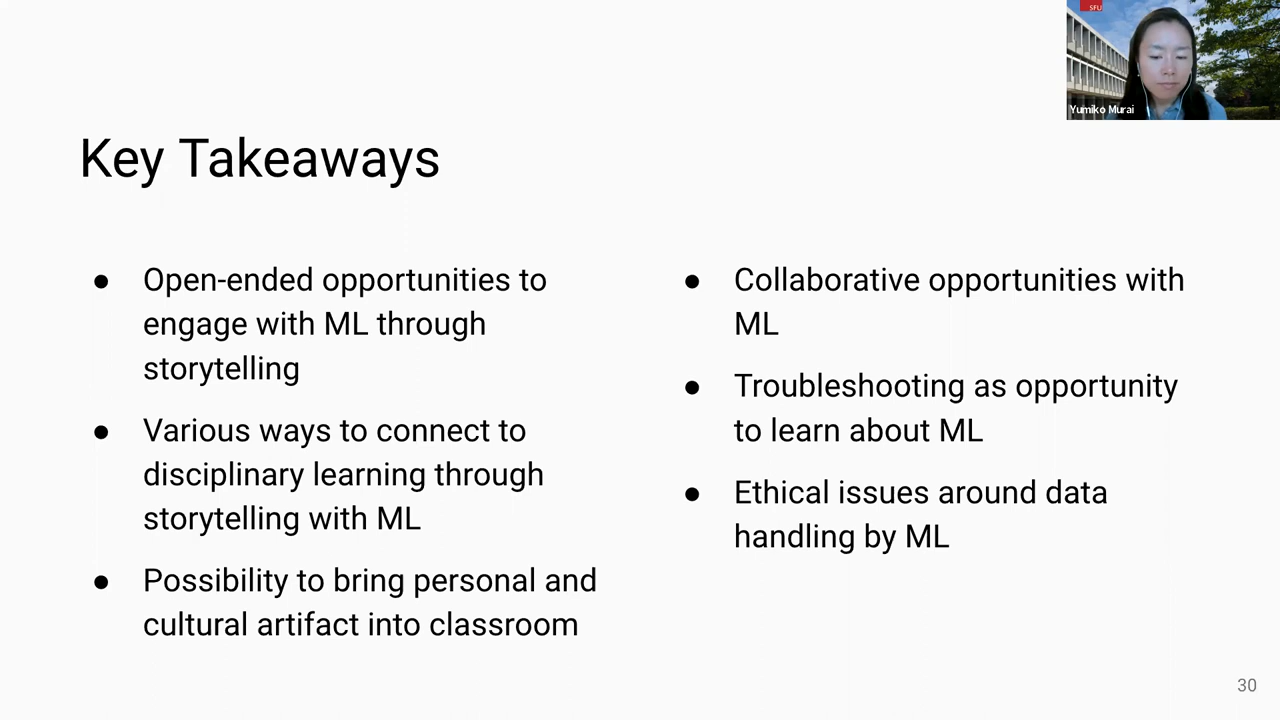 SFU
Yumiko Murai
Key Takeaways
● Open-ended opportunities to
engage with ML through
storytelling
● Various ways to connect to
disciplinary learning through
storytelling with ML
● Possibility to bring personal and
cultural artifact into classroom
● Collaborative opportunities with
ML
● Troubleshooting as opportunity
to learn about ML
● Ethical issues around data
handling by ML
30